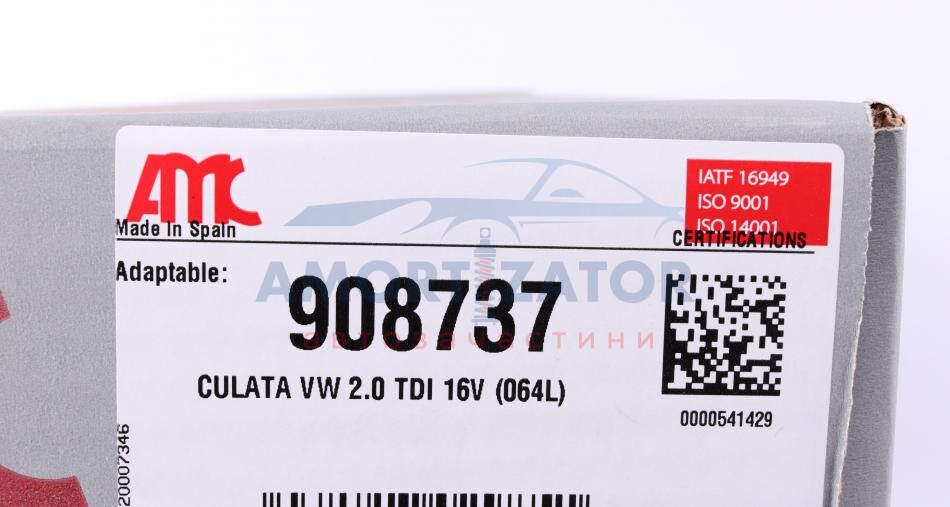 AMC
IATF 16949
ISO 9001
ISO 14001
Made In Spain
CERTIFICATIONS
Adaptable:
AMORTIZATOR
908737
автозапчастини
CULATA VW 2.0 TDI 16V (064L)
0000541429
20007346